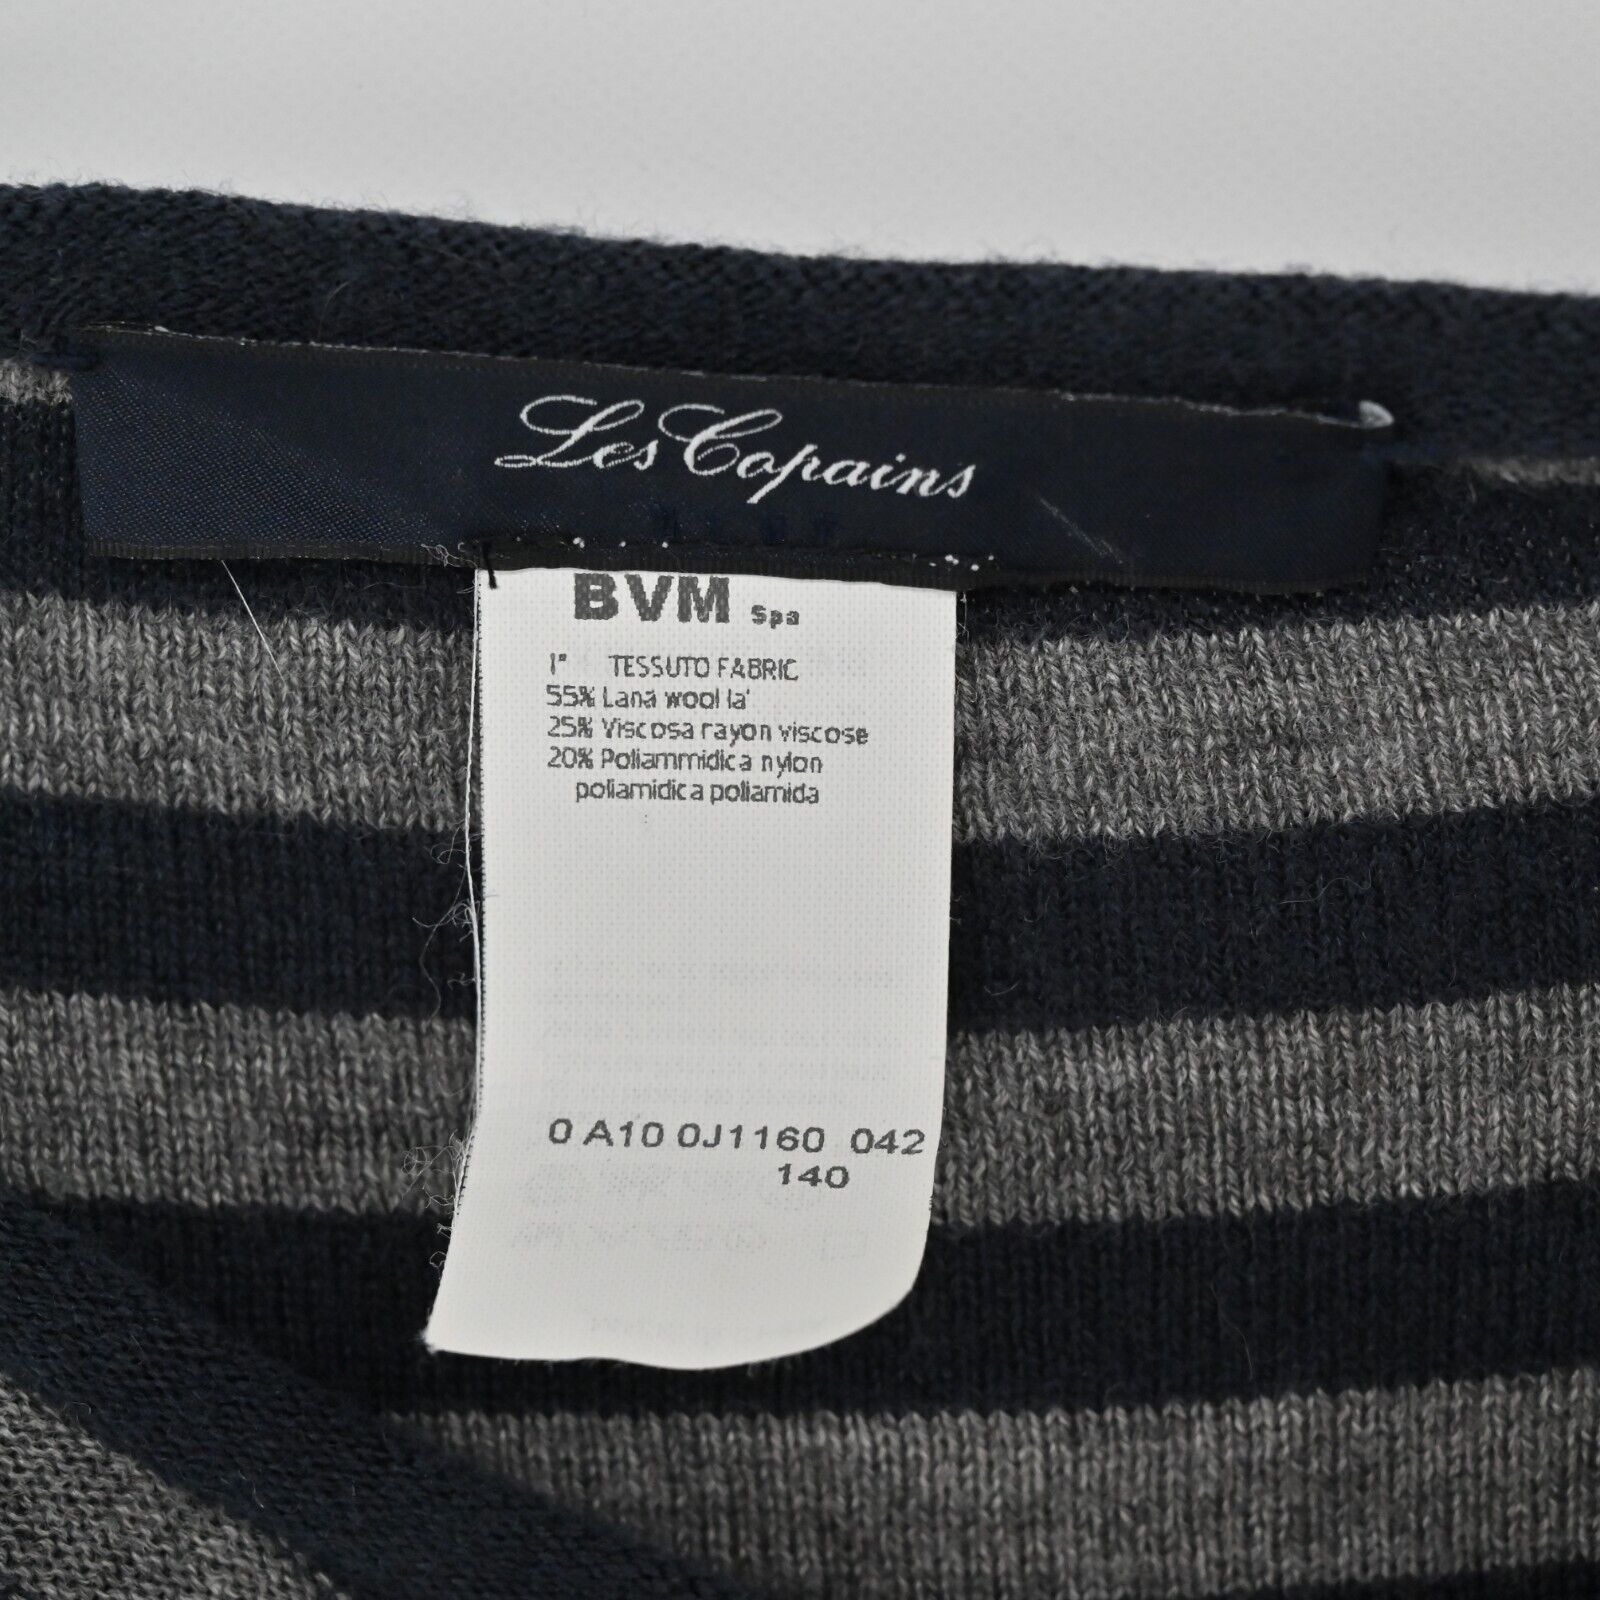 Les Copains
BVM Spa
1° TESSUTO FABRIC
55% Lana wool la'
25% Viscosa rayon viscose
20% Poliammidica nylon
poliamidica poliamida
0 A10 0J1160 042
140